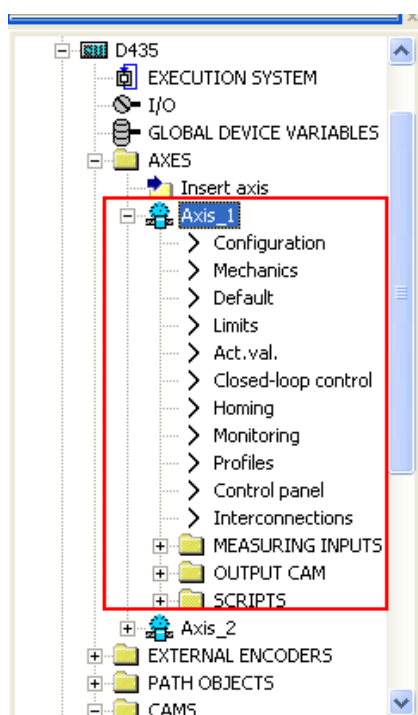 D435
EXECUTION SYSTEM
I/O
GLOBAL DEVICE VARIABLES
AXES
Insert axis
Axis_1
Configuration
Mechanics
Default
Limits
Act.val.
Closed-loop control
Homing
Monitoring
Profiles
Control panel
Interconnections
MEASURING INPUTS
OUTPUT CAM
SCRIPTS
Axis_2
EXTERNAL ENCODERS
PATH OBJECTS
CAMS